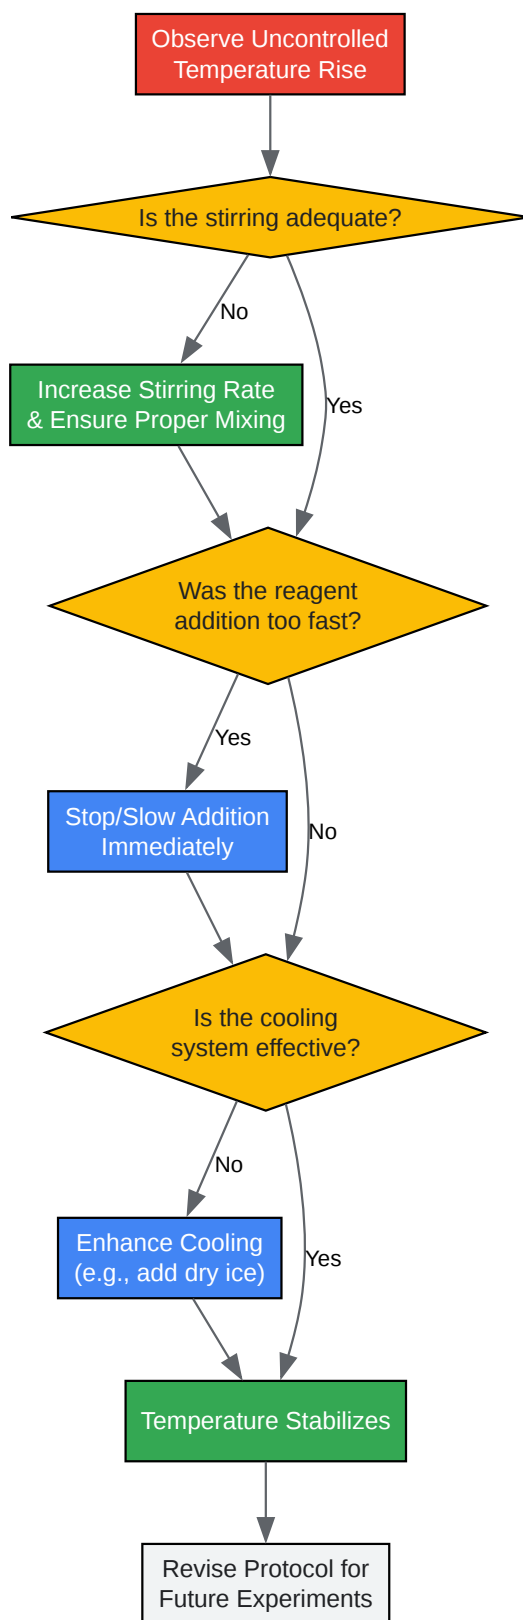 Observe Uncontrolled
Temperature Rise
Is the stirring adequate?
No
Increase Stirring Rate
& Ensure Proper Mixing
Yes
Was the reagent
addition too fast?
Yes
Stop/Slow Addition
Immediately
No
Is the cooling
system effective?
No
Enhance Cooling
(e.g., add dry ice)
Yes
Temperature Stabilizes
Revise Protocol for
Future Experiments